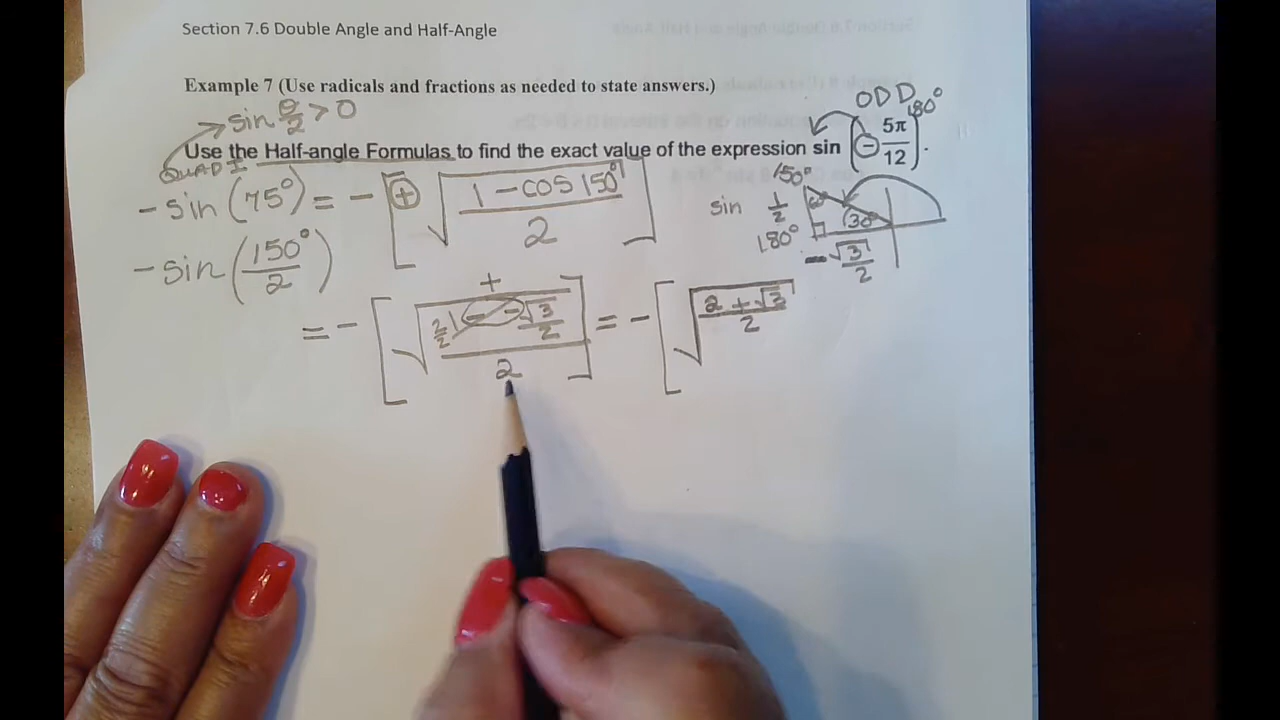 Section 7.6 Double Angle and Half-Angle
Example 7 (Use radicals and fractions as needed to state answers.)
sin θ/2 > 0
ODD
180°
Use the Half-angle Formulas to find the exact value of the expression sin (− 5π/12).
QUAD I
− sin (75°) = − [⊕ √((1 − cos 150°)/2)]
− sin (150°/2)
150°
sin 1/2
60° 30°
180°
− √3/2
+
= − [√((2/2 1 − − √3/2)/2)] = − [√((2 + √3)/2)